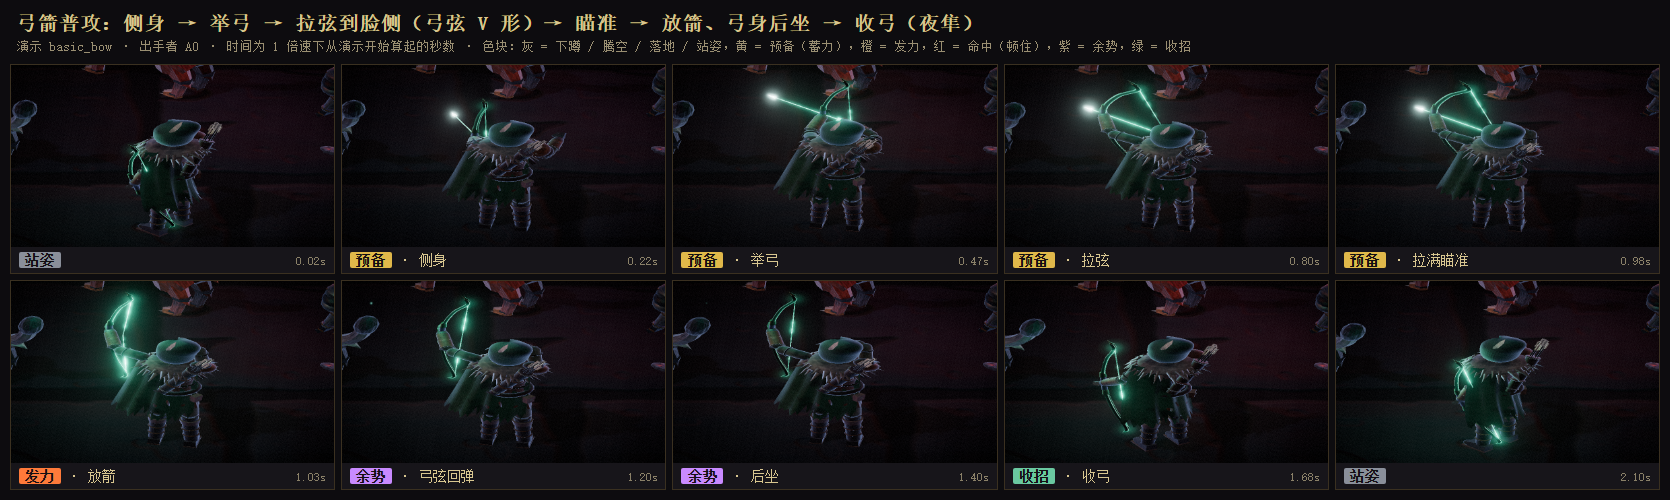 弓箭普攻：侧身 → 举弓 → 拉弦到脸侧（弓弦 V 形）→ 瞄准 → 放箭、弓身后坐 → 收弓（夜隼）
演示 basic_bow · 出手者 A0 · 时间为 1 倍速下从演示开始算起的秒数 · 色块：灰 = 下蹲 / 腾空 / 落地 / 站姿，黄 = 预备（蓄力），橙 = 发力，红 = 命中（顿住），紫 = 余势，绿 = 收招
站姿 0.02s
预备 · 侧身 0.22s
预备 · 举弓 0.47s
预备 · 拉弦 0.80s
预备 · 拉满瞄准 0.98s
发力 · 放箭 1.03s
余势 · 弓弦回弹 1.20s
余势 · 后坐 1.40s
收招 · 收弓 1.68s
站姿 2.10s